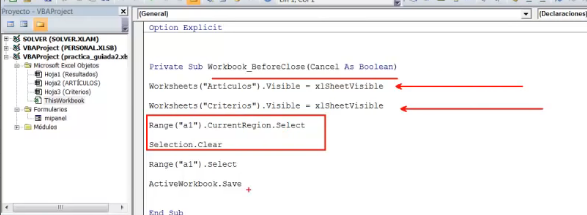 Proyecto - VBAProject
(General)
(Declaraciones)
SOLVER (SOLVER.XLAM)
VBAProject (PERSONAL.XLSB)
VBAProject (practica_guiada2.xls
Microsoft Excel Objetos
Hoja1 (Resultados)
Hoja2 (ARTÍCULOS)
Hoja3 (Criterios)
ThisWorkbook
Formularios
mipanel
Módulos
Option Explicit
Private Sub Workbook_BeforeClose(Cancel As Boolean)
Worksheets("Articulos").Visible = xlSheetVisible
Worksheets("Criterios").Visible = xlSheetVisible
Range("a1").CurrentRegion.Select
Selection.Clear
Range("a1").Select
ActiveWorkbook.Save
End Sub